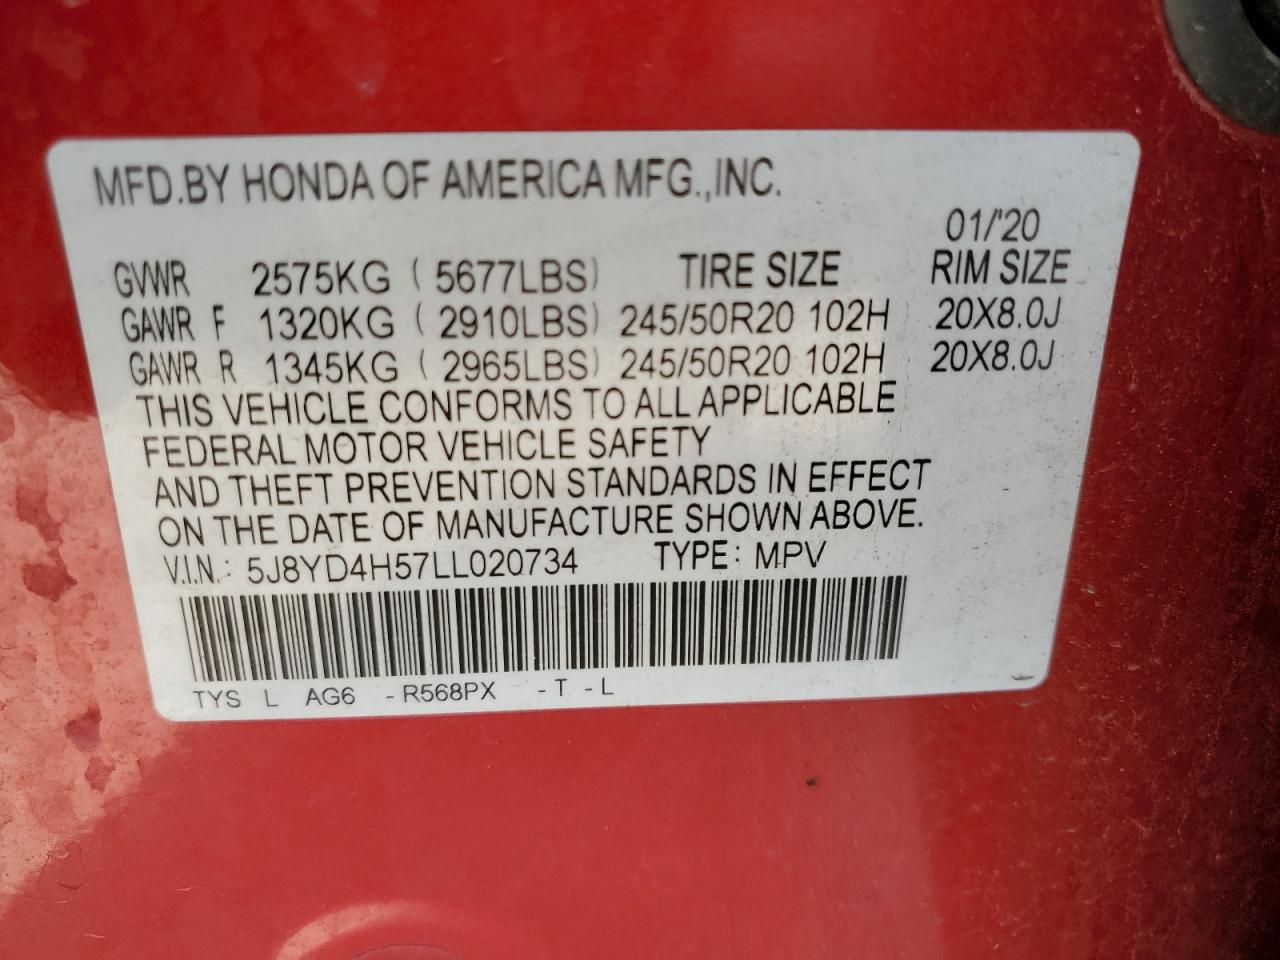 MFD.BY HONDA OF AMERICA MFG.,INC.
01/'20
GVWR 2575KG ( 5677LBS) TIRE SIZE RIM SIZE
GAWR F 1320KG ( 2910LBS) 245/50R20 102H 20X8.0J
GAWR R 1345KG ( 2965LBS) 245/50R20 102H 20X8.0J
THIS VEHICLE CONFORMS TO ALL APPLICABLE
FEDERAL MOTOR VEHICLE SAFETY
AND THEFT PREVENTION STANDARDS IN EFFECT
ON THE DATE OF MANUFACTURE SHOWN ABOVE.
V.I.N.: 5J8YD4H57LL020734 TYPE: MPV
TYS L AG6 -R568PX -T -L